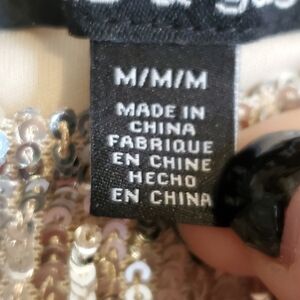 M/M/M
MADE IN
CHINA
FABRIQUE
EN CHINE
HECHO
EN CHINA